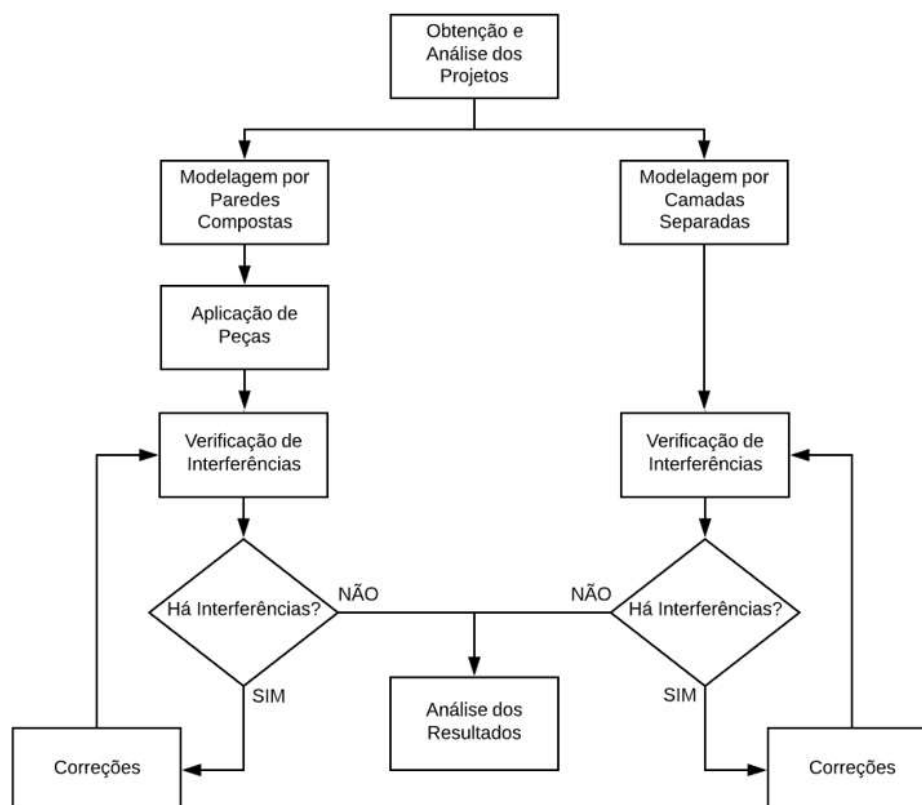 Obtenção e
Análise dos
Projetos
Modelagem por
Paredes
Compostas
Modelagem por
Camadas
Separadas
Aplicação de
Peças
Verificação de
Interferências
Verificação de
Interferências
Há Interferências?
NÃO
NÃO
Há Interferências?
SIM
SIM
Análise dos
Resultados
Correções
Correções